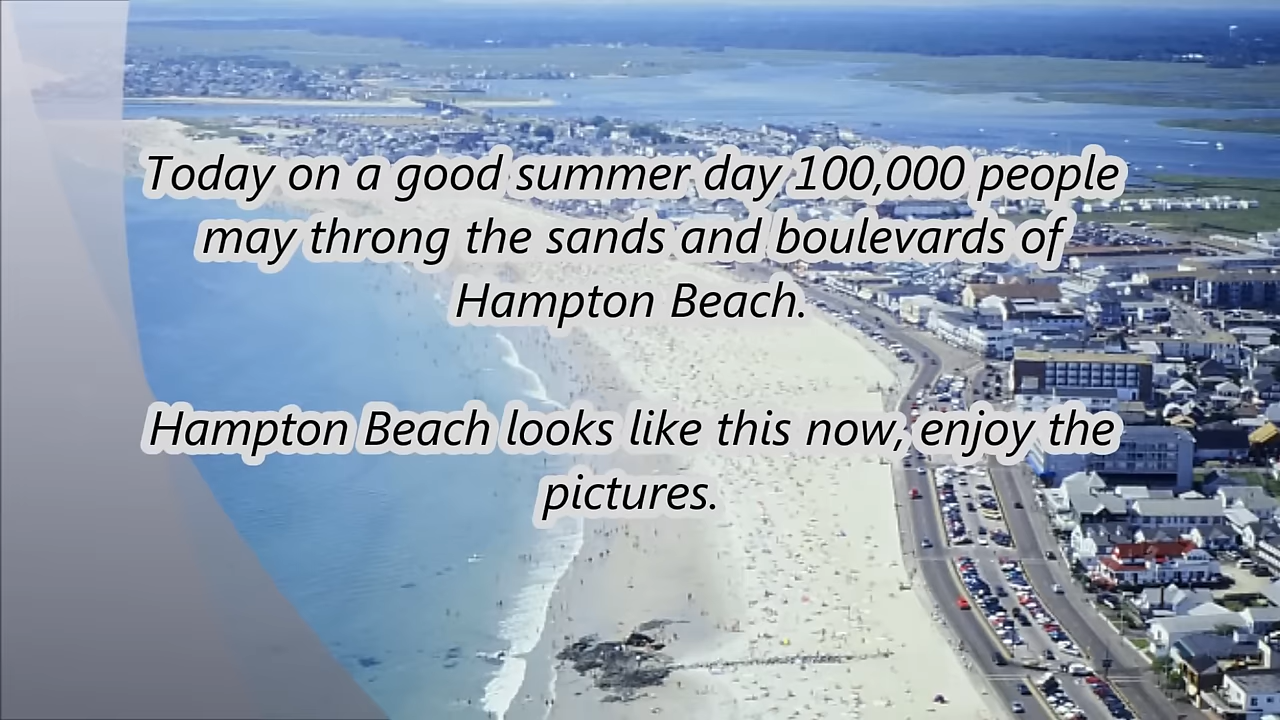 Today on a good summer day 100,000 people
may throng the sands and boulevards of
Hampton Beach.
Hampton Beach looks like this now, enjoy the
pictures.